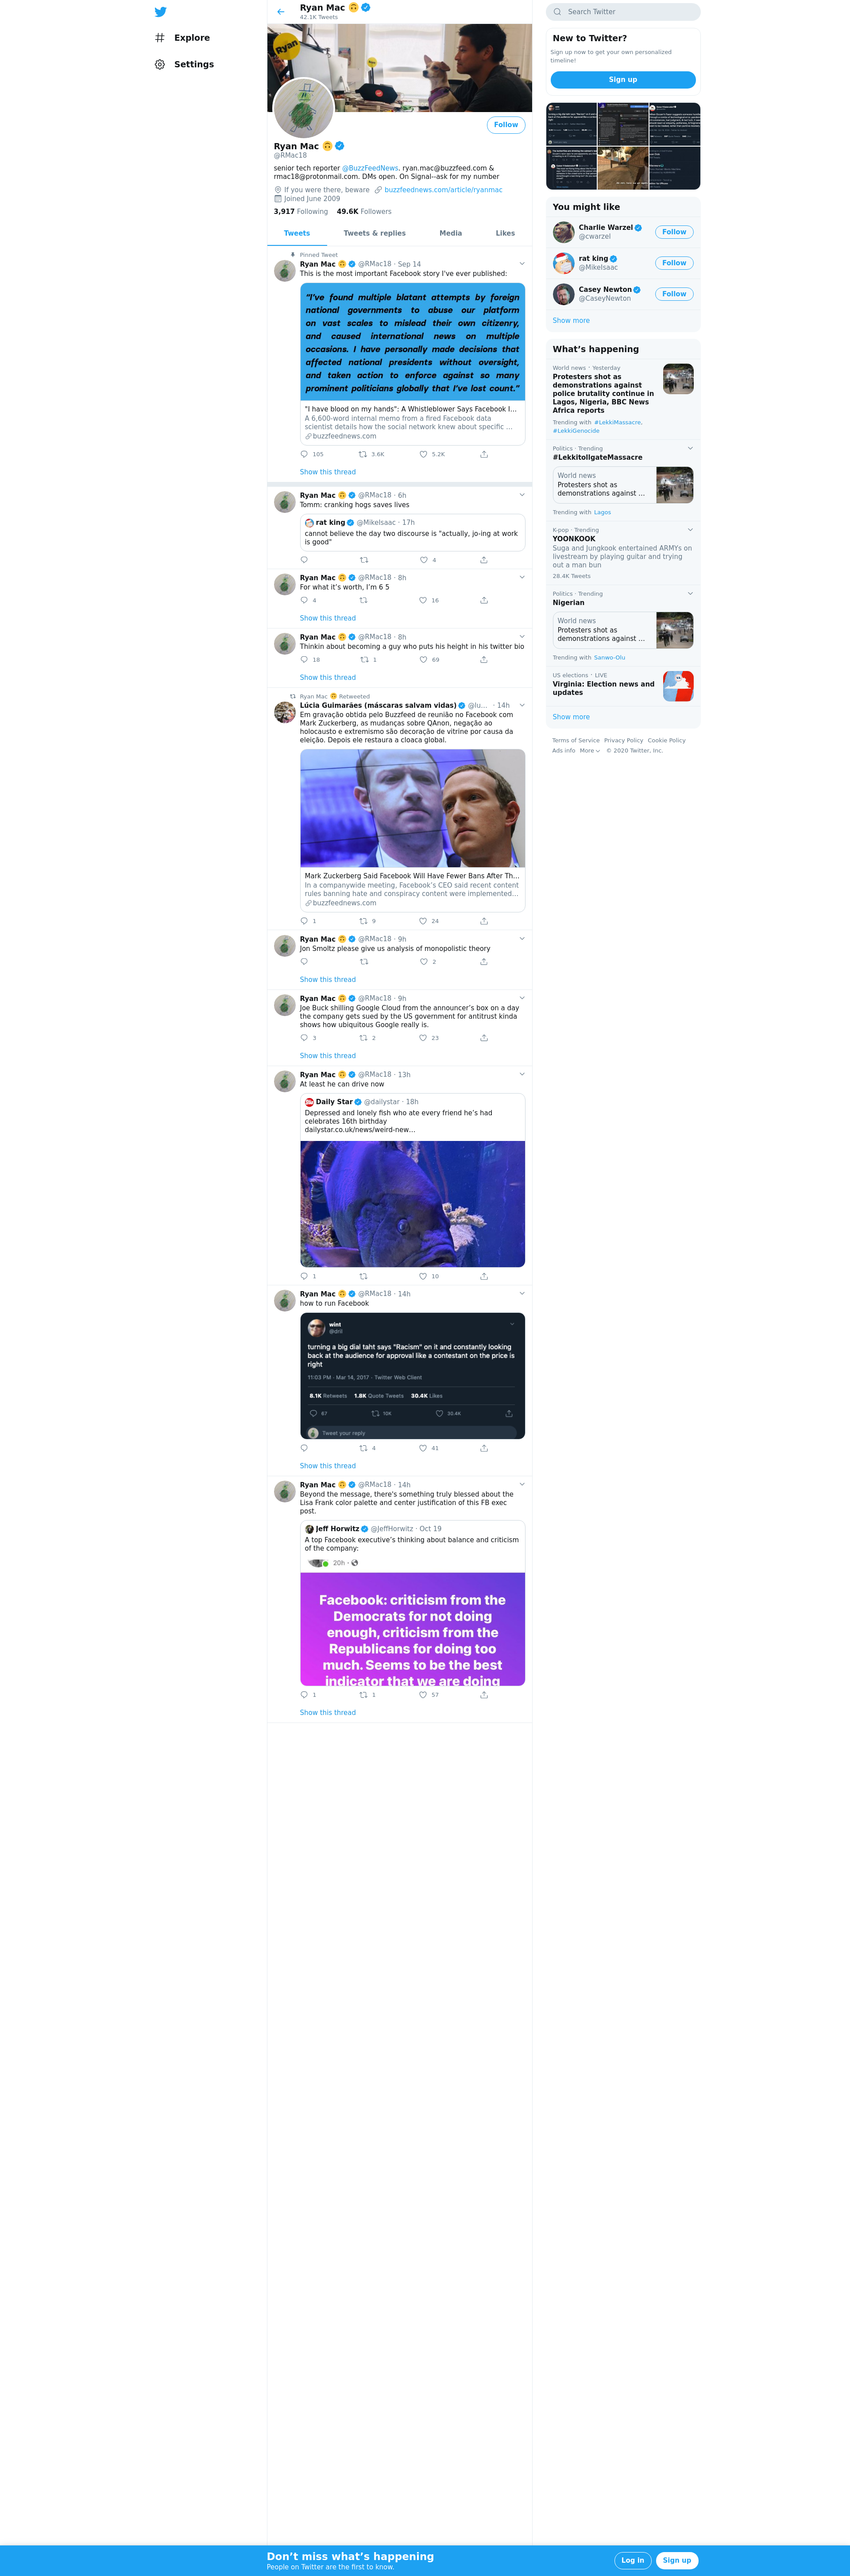 Explore
Settings
Ryan Mac 🙃
42.1K Tweets
Ryan
Ryan
Follow
Ryan Mac 🙃
@RMac18
senior tech reporter @BuzzFeedNews. ryan.mac@buzzfeed.com &
rmac18@protonmail.com. DMs open. On Signal--ask for my number
If you were there, beware buzzfeednews.com/article/ryanmac
Joined June 2009
3,917 Following 49.6K Followers
Tweets Tweets & replies Media Likes
Pinned Tweet
Ryan Mac 🙃 @RMac18 · Sep 14
This is the most important Facebook story I've ever published:
"I've found multiple blatant attempts by foreign
national governments to abuse our platform
on vast scales to mislead their own citizenry,
and caused international news on multiple
occasions. I have personally made decisions that
affected national presidents without oversight,
and taken action to enforce against so many
prominent politicians globally that I've lost count."
"I have blood on my hands": A Whistleblower Says Facebook I...
A 6,600-word internal memo from a fired Facebook data
scientist details how the social network knew about specific ...
buzzfeednews.com
105 3.6K 5.2K
Show this thread
Ryan Mac 🙃 @RMac18 · 6h
Tomm: cranking hogs saves lives
rat king @MikeIsaac · 17h
cannot believe the day two discourse is "actually, jo-ing at work
is good"
4
Ryan Mac 🙃 @RMac18 · 8h
For what it's worth, I'm 6 5
4 16
Show this thread
Ryan Mac 🙃 @RMac18 · 8h
Thinkin about becoming a guy who puts his height in his twitter bio
18 1 69
Show this thread
Ryan Mac 🙃 Retweeted
Lúcia Guimarães (máscaras salvam vidas) @lu... · 14h
Em gravação obtida pelo Buzzfeed de reunião no Facebook com
Mark Zuckerberg, as mudanças sobre QAnon, negação ao
holocausto e extremismo são decoração de vitrine por causa da
eleição. Depois ele restaura a cloaca global.
Mark Zuckerberg Said Facebook Will Have Fewer Bans After Th...
In a companywide meeting, Facebook's CEO said recent content
rules banning hate and conspiracy content were implemented...
buzzfeednews.com
1 9 24
Ryan Mac 🙃 @RMac18 · 9h
Jon Smoltz please give us analysis of monopolistic theory
2
Show this thread
Ryan Mac 🙃 @RMac18 · 9h
Joe Buck shilling Google Cloud from the announcer's box on a day
the company gets sued by the US government for antitrust kinda
shows how ubiquitous Google really is.
3 2 23
Show this thread
Ryan Mac 🙃 @RMac18 · 13h
At least he can drive now
Daily Star @dailystar · 18h
Depressed and lonely fish who ate every friend he's had
celebrates 16th birthday
dailystar.co.uk/news/weird-new...
1 10
Ryan Mac 🙃 @RMac18 · 14h
how to run Facebook
wint
@dril
turning a big dial taht says "Racism" on it and constantly looking
back at the audience for approval like a contestant on the price is
right
11:03 PM · Mar 14, 2017 · Twitter Web Client
8.1K Retweets 1.8K Quote Tweets 30.4K Likes
67 10K 30.4K
Tweet your reply
4 41
Show this thread
Ryan Mac 🙃 @RMac18 · 14h
Beyond the message, there's something truly blessed about the
Lisa Frank color palette and center justification of this FB exec
post.
Jeff Horwitz @JeffHorwitz · Oct 19
A top Facebook executive's thinking about balance and criticism
of the company:
20h ·
Facebook: criticism from the
Democrats for not doing
enough, criticism from the
Republicans for doing too
much. Seems to be the best
indicator that we are doing
1 1 57
Show this thread
Search Twitter
New to Twitter?
Sign up now to get your own personalized
timeline!
Sign up
You might like
Charlie Warzel
@cwarzel
Follow
rat king
@MikeIsaac
Follow
Casey Newton
@CaseyNewton
Follow
Show more
What's happening
World news · Yesterday
Protesters shot as
demonstrations against
police brutality continue in
Lagos, Nigeria, BBC News
Africa reports
Trending with #LekkiMassacre,
#LekkiGenocide
Politics · Trending
#LekkitollgateMassacre
World news
Protesters shot as
demonstrations against ...
Trending with Lagos
K-pop · Trending
YOONKOOK
Suga and Jungkook entertained ARMYs on
livestream by playing guitar and trying
out a man bun
28.4K Tweets
Politics · Trending
Nigerian
World news
Protesters shot as
demonstrations against ...
Trending with Sanwo-Olu
US elections · LIVE
Virginia: Election news and
updates
Show more
Terms of Service Privacy Policy Cookie Policy
Ads info More © 2020 Twitter, Inc.
Don't miss what's happening
People on Twitter are the first to know.
Log in
Sign up